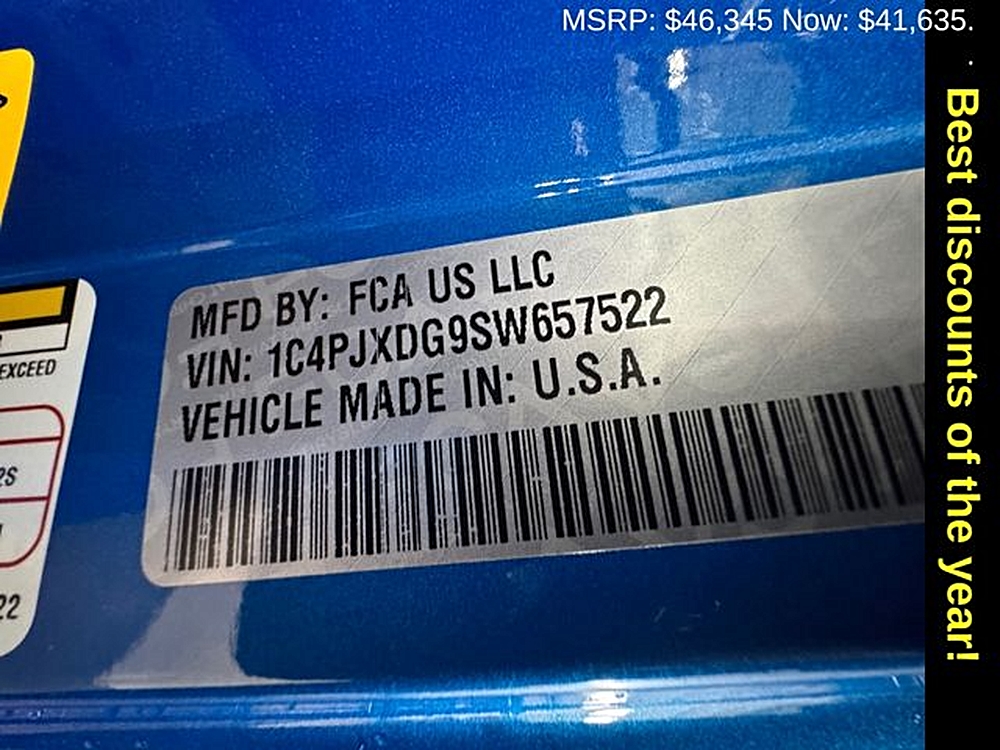 MSRP: $46,345 Now: $41,635.
. Best discounts of the year!
MFD BY: FCA US LLC
VIN: 1C4PJXDG9SW657522
VEHICLE MADE IN: U.S.A.
EXCEED
22